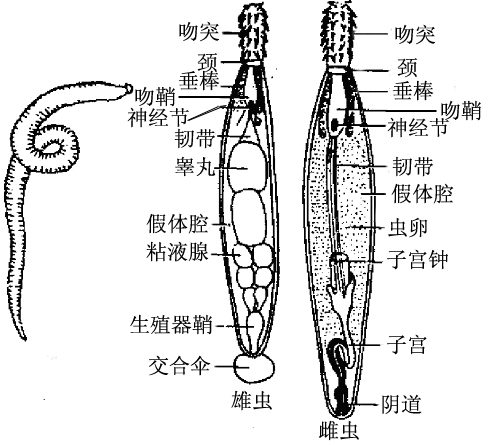 吻突
颈
垂棒
吻鞘
神经节
韧带
睾丸
假体腔
粘液腺
生殖器鞘
交合伞
雄虫
吻突
颈
垂棒
吻鞘
神经节
韧带
假体腔
虫卵
子宫钟
子宫
阴道
雌虫